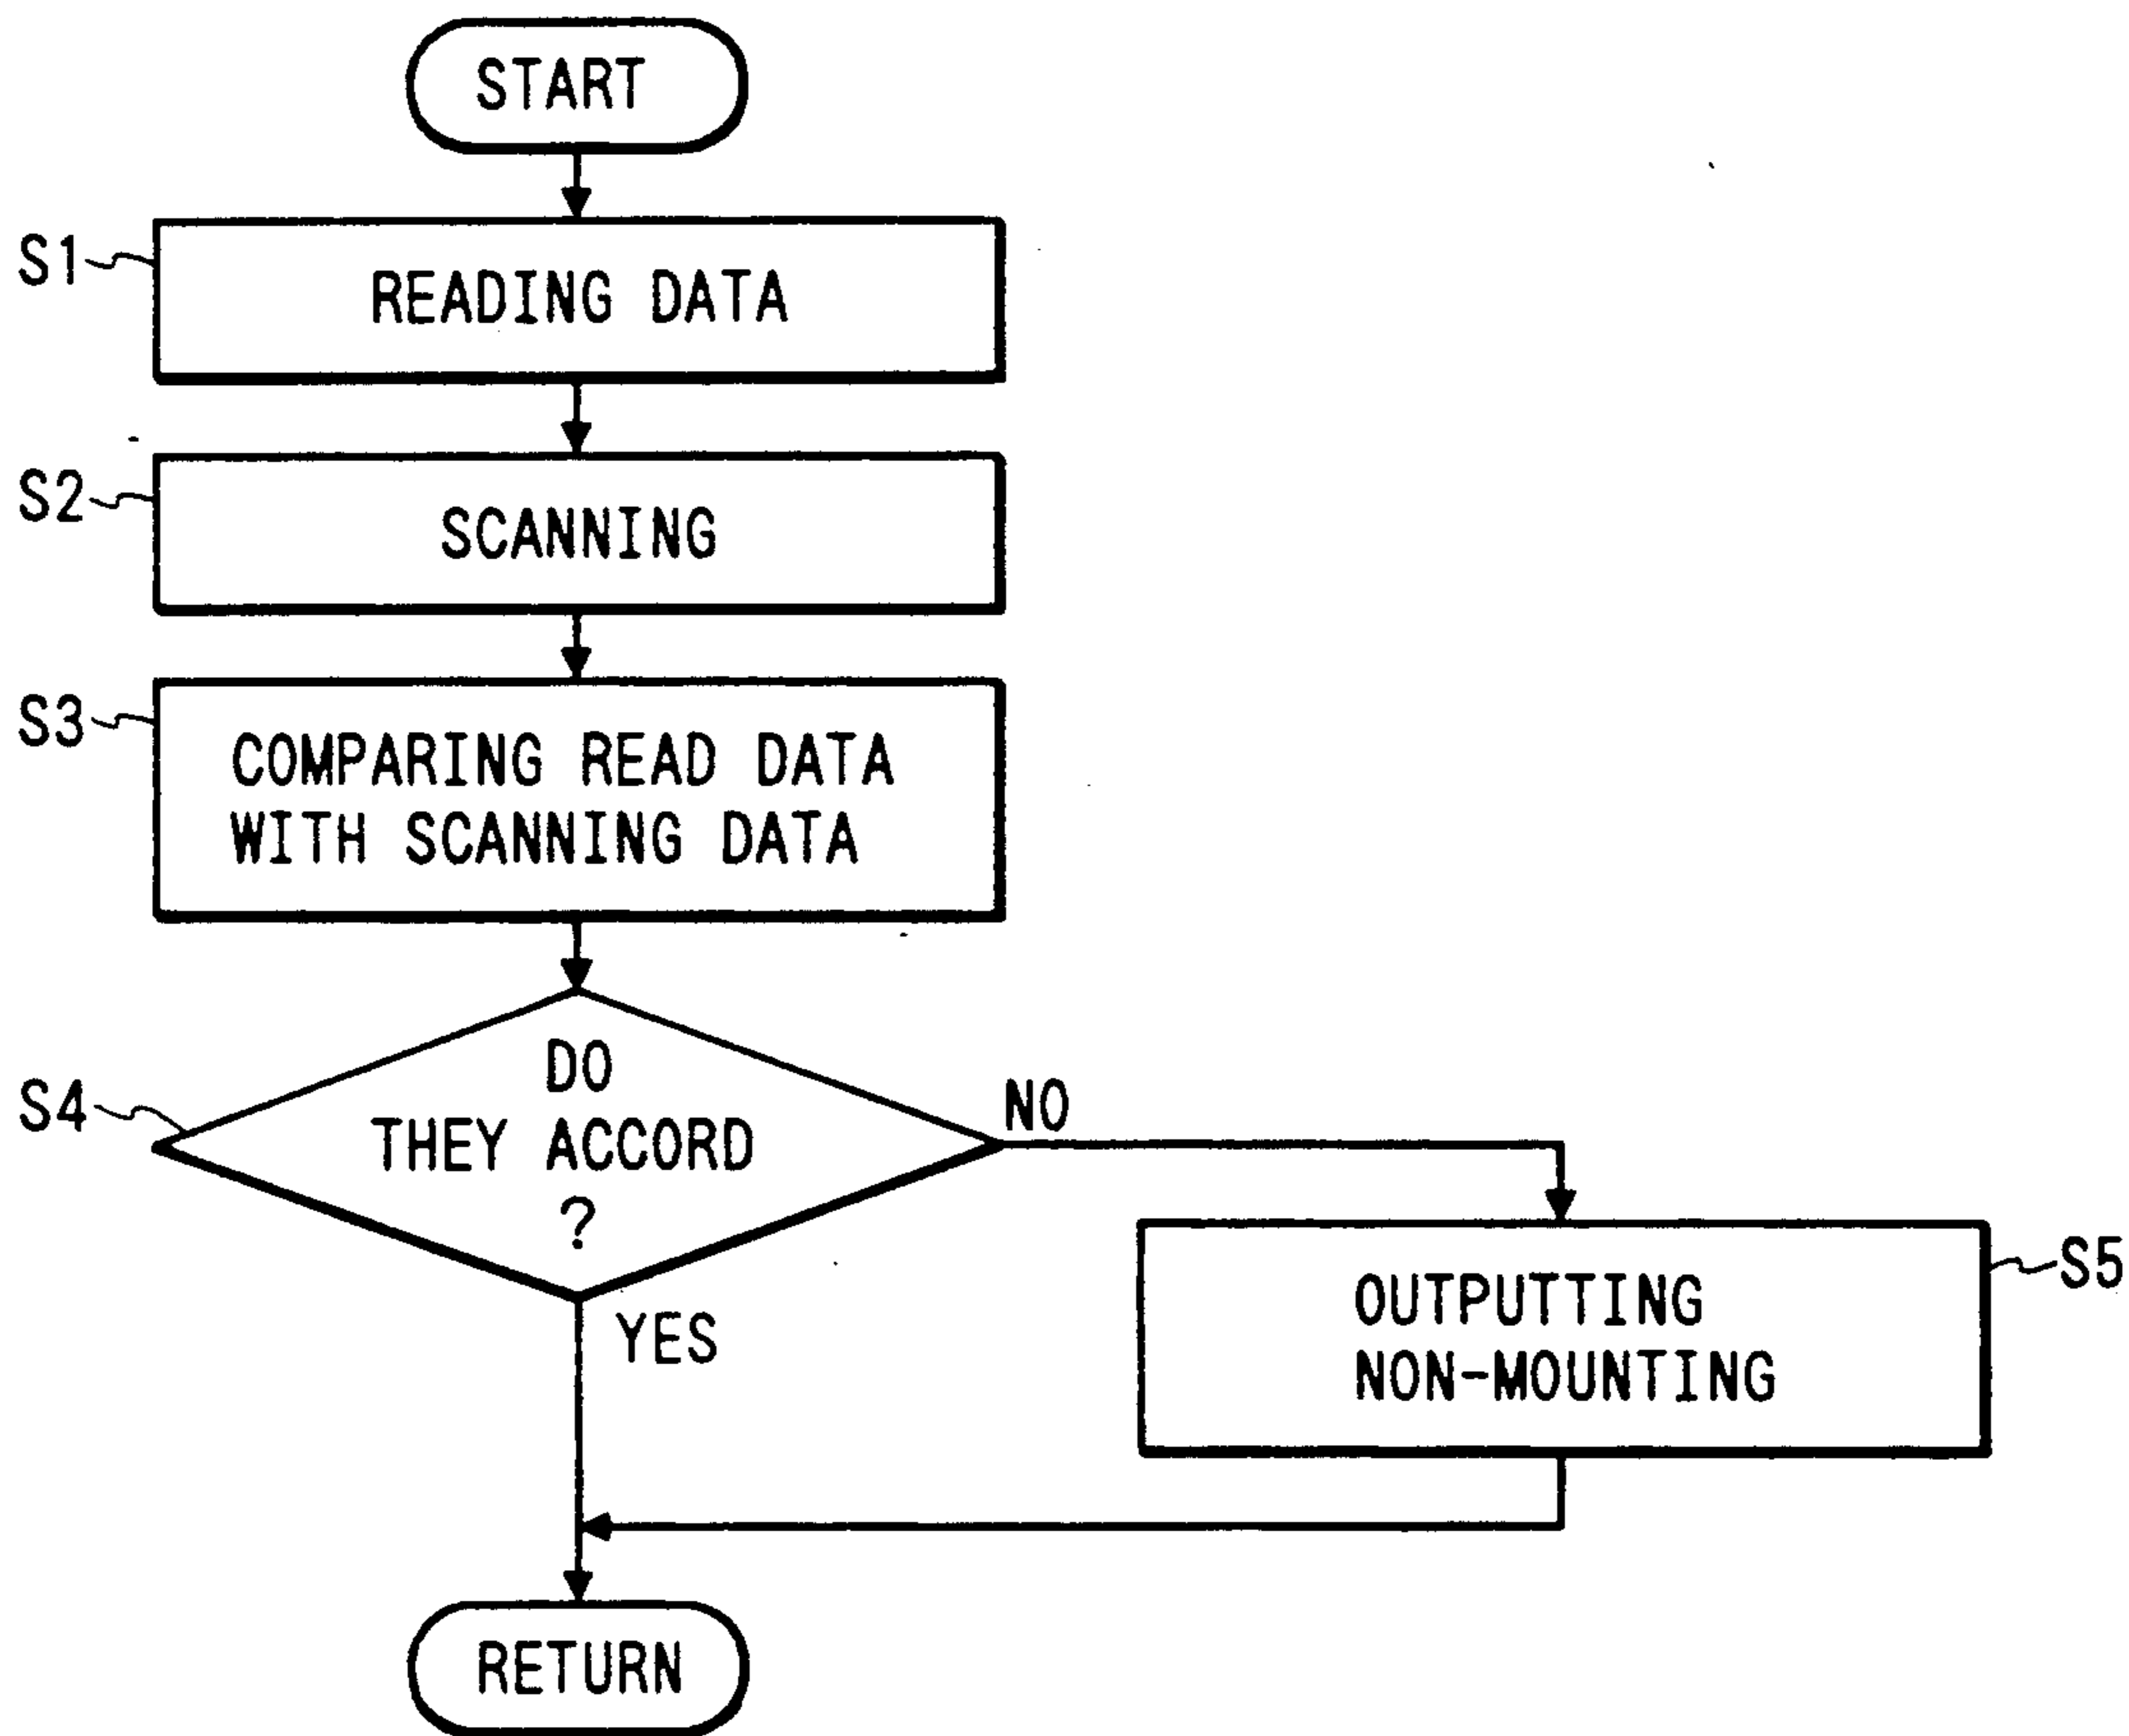 START
S1
READING DATA
S2
SCANNING
S3
COMPARING READ DATA
WITH SCANNING DATA
S4
DO
THEY ACCORD
?
NO
YES
S5
OUTPUTTING
NON-MOUNTING
RETURN